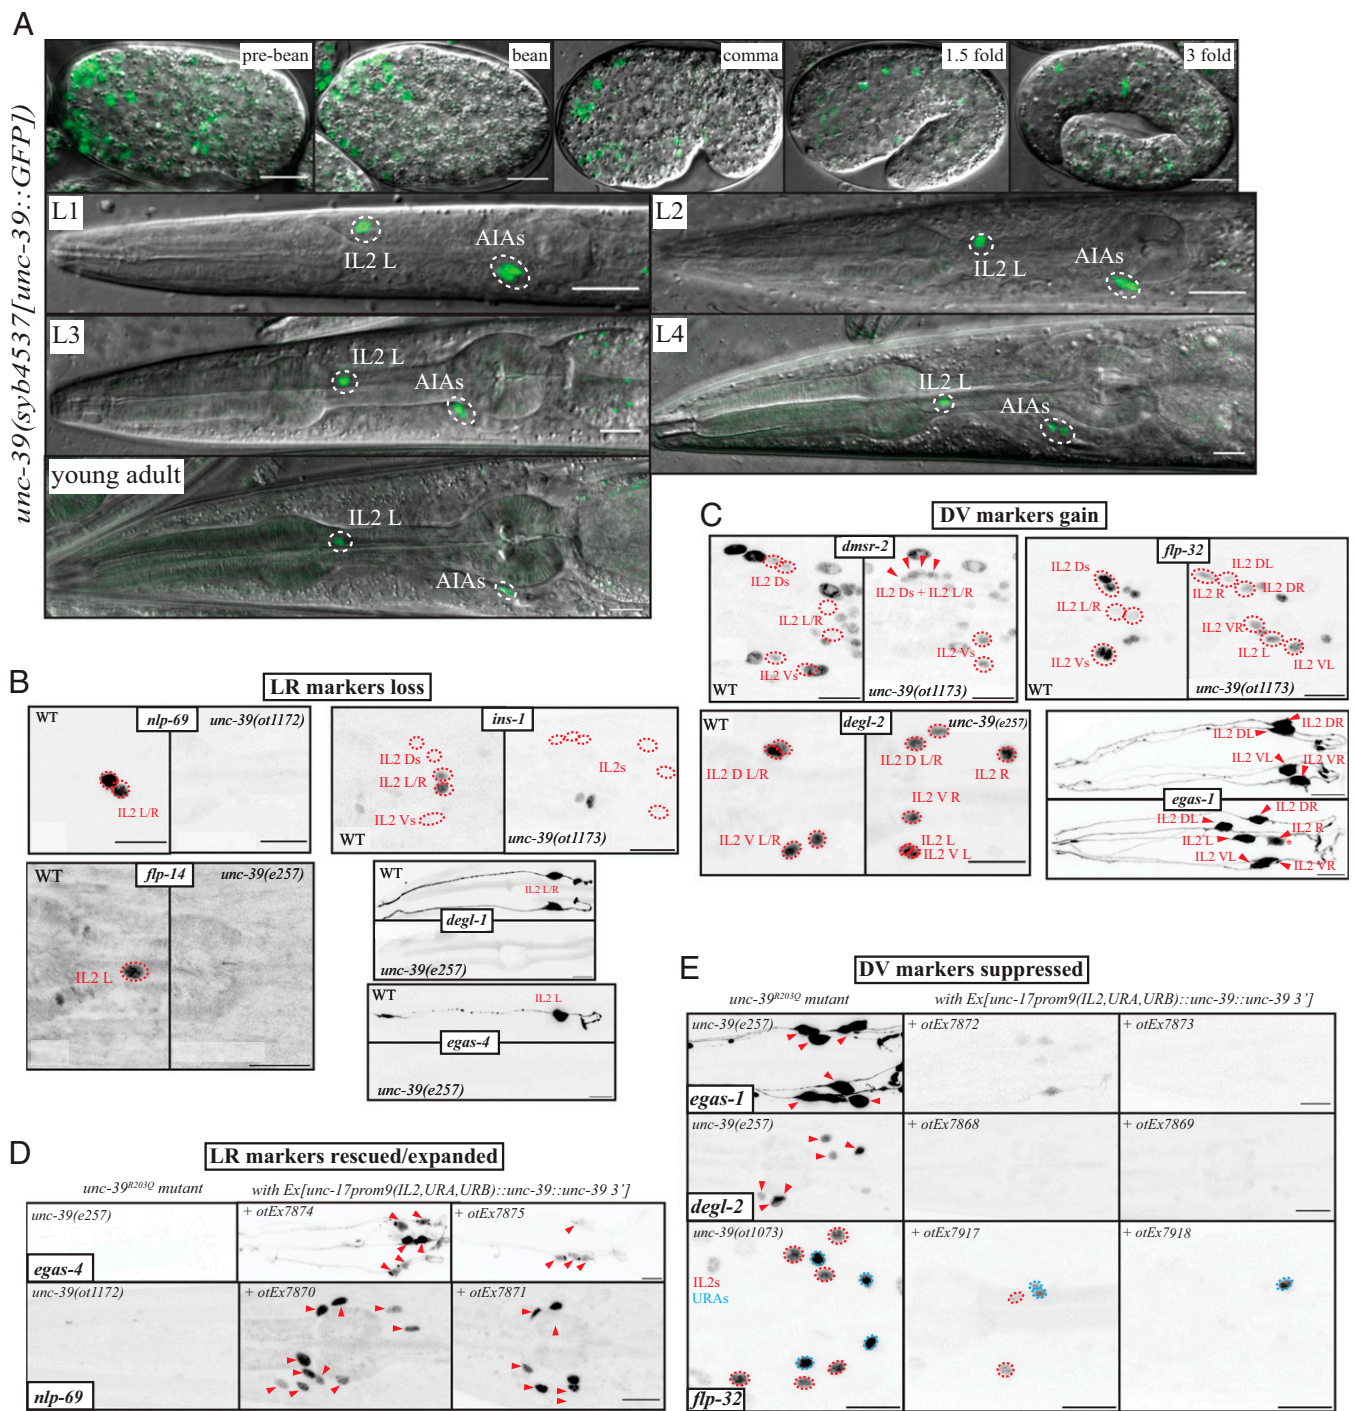 A
unc-39(syb4537[unc-39::GFP])
pre-bean
bean
comma
1.5 fold
3 fold
L1
IL2 L
AIAs
L2
IL2 L
AIAs
L3
IL2 L
AIAs
L4
IL2 L
AIAs
young adult
IL2 L
AIAs
B
LR markers loss
WT
nlp-69
unc-39(ot1172)
IL2 L/R
ins-1
IL2 Ds
IL2 L/R
IL2 Vs
WT
IL2s
unc-39(ot1173)
WT
flp-14
unc-39(e257)
IL2 L
WT
IL2 L/R
degl-1
unc-39(e257)
WT
IL2 L
egas-4
unc-39(e257)
C
DV markers gain
dmsr-2
IL2 Ds
IL2 L/R
IL2 Vs
WT
IL2 Ds + IL2 L/R
IL2 Vs
unc-39(ot1173)
flp-32
IL2 Ds
IL2 L/R
IL2 Vs
WT
IL2 DL
IL2 R
IL2 DR
IL2 VR
IL2 L
IL2 VL
unc-39(ot1173)
WT
degl-2
unc-39(e257)
IL2 D L/R
IL2 V L/R
IL2 D L/R
IL2 R
IL2 V R
IL2 L
IL2 V L
IL2 DR
IL2 DL
IL2 VL
IL2 VR
egas-1
IL2 DR
IL2 DL
IL2 R
IL2 L
*
IL2 VL
IL2 VR
D
LR markers rescued/expanded
unc-39R203Q mutant
with Ex[unc-17prom9(IL2,URA,URB)::unc-39::unc-39 3']
unc-39(e257)
+ otEx7874
+ otEx7875
egas-4
unc-39(ot1172)
+ otEx7870
+ otEx7871
nlp-69
E
DV markers suppressed
unc-39R203Q mutant
with Ex[unc-17prom9(IL2,URA,URB)::unc-39::unc-39 3']
unc-39(e257)
+ otEx7872
+ otEx7873
egas-1
unc-39(e257)
+ otEx7868
+ otEx7869
degl-2
unc-39(ot1073)
+ otEx7917
+ otEx7918
IL2s
URAs
flp-32